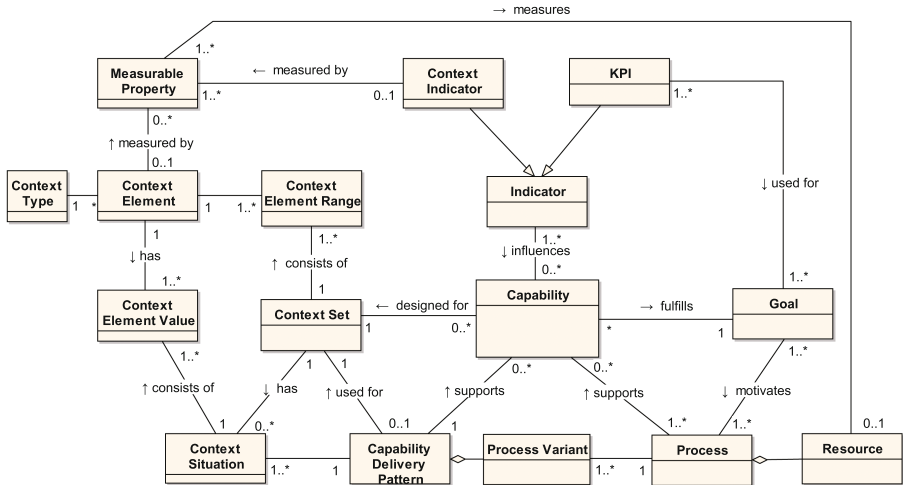 → measures
1..*
Measurable
Property
← measured by
1..*
0..1
Context
Indicator
KPI
1..*
0..*
↑ measured by
0..1
Context
Type
1
*
Context
Element
1
1..*
Context
Element Range
Indicator
↓ used for
1
↓ has
1..*
1..*
↑ consists of
1
1..*
↓ influences
0..*
1..*
Context
Element Value
Context Set
← designed for
1
0..*
Capability
→ fulfills
*
1
Goal
1..*
↑ consists of
1
1
↓ has
0..*
1
↑ used for
0..1
0..*
↑ supports
1
0..*
↑ supports
1..*
1..*
↓ motivates
1..*
0..1
Context
Situation
1..*
1
Capability
Delivery
Pattern
Process Variant
1..*
1
Process
Resource